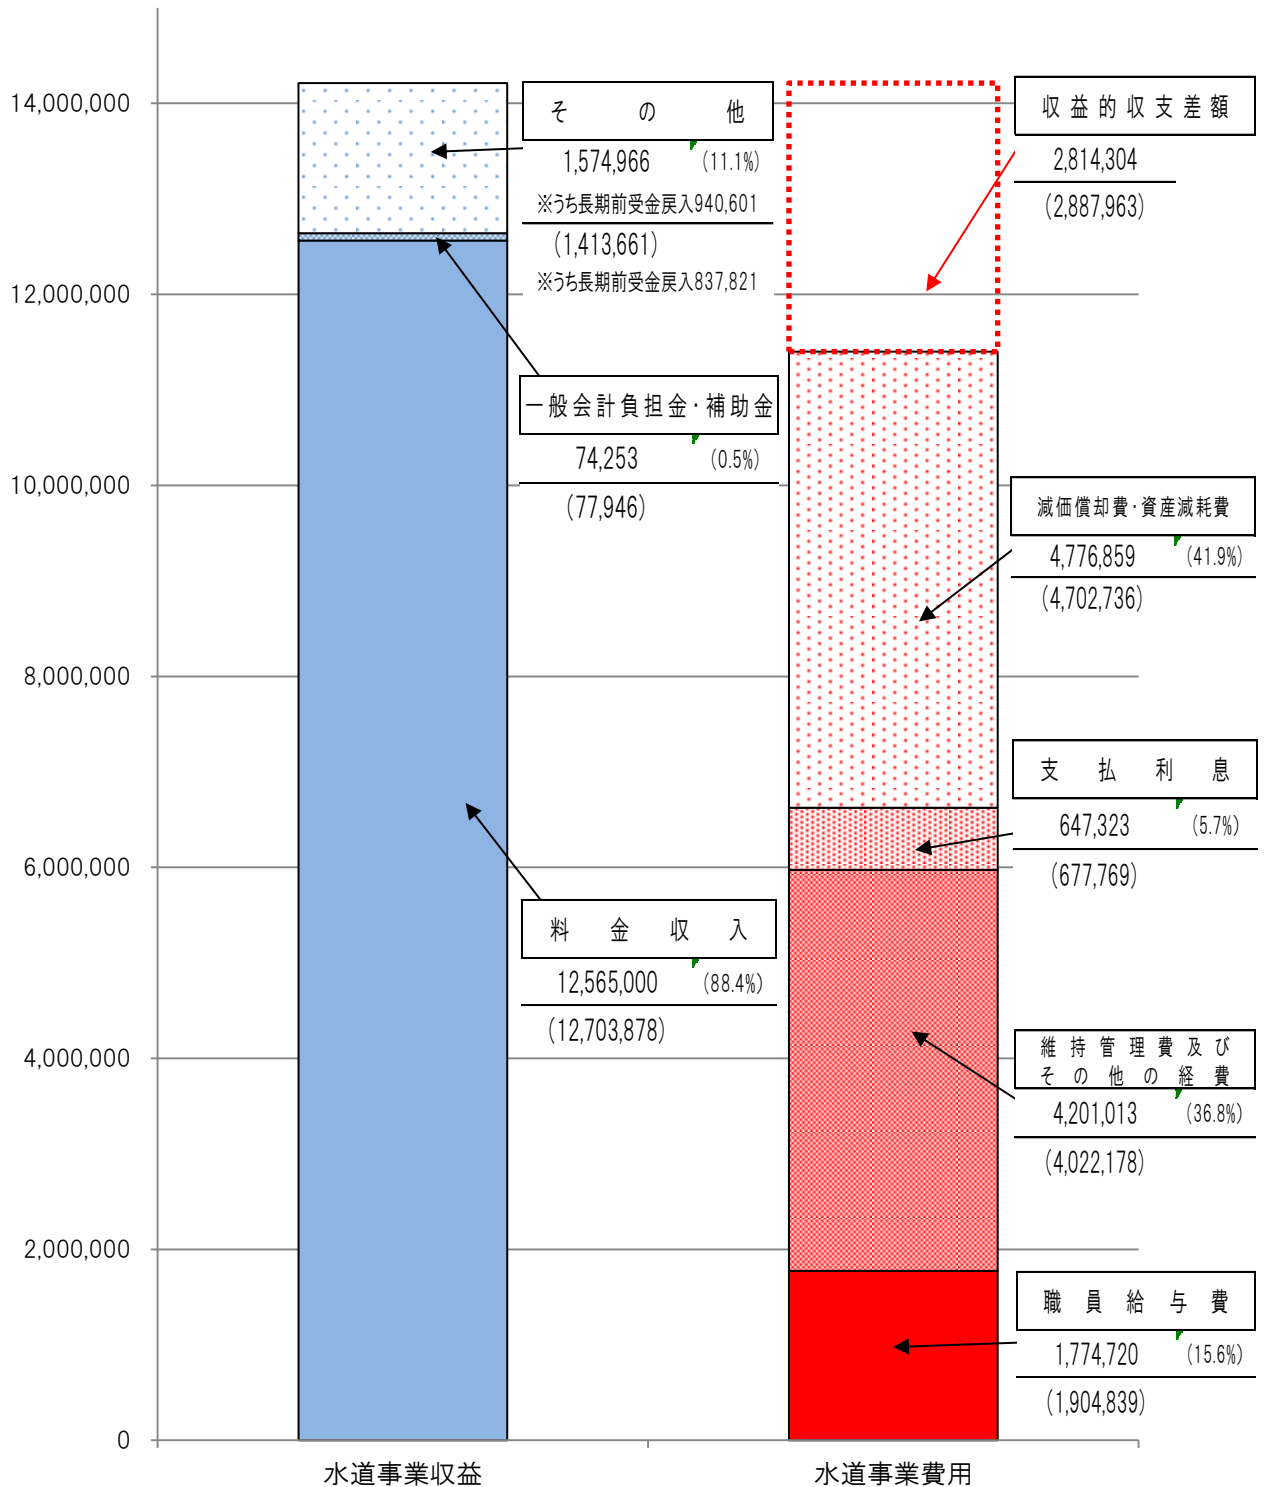 14,000,000
12,000,000
10,000,000
8,000,000
6,000,000
4,000,000
2,000,000
0
その他
1,574,966 (11.1%)
※うち長期前受金戻入940,601
(1,413,661)
※うち長期前受金戻入837,821
一般会計負担金・補助金
74,253 (0.5%)
(77,946)
料金収入
12,565,000 (88.4%)
(12,703,878)
収益的収支差額
2,814,304
(2,887,963)
減価償却費・資産減耗費
4,776,859 (41.9%)
(4,702,736)
支払利息
647,323 (5.7%)
(677,769)
維持管理費及び
その他の経費
4,201,013 (36.8%)
(4,022,178)
職員給与費
1,774,720 (15.6%)
(1,904,839)
水道事業収益
水道事業費用